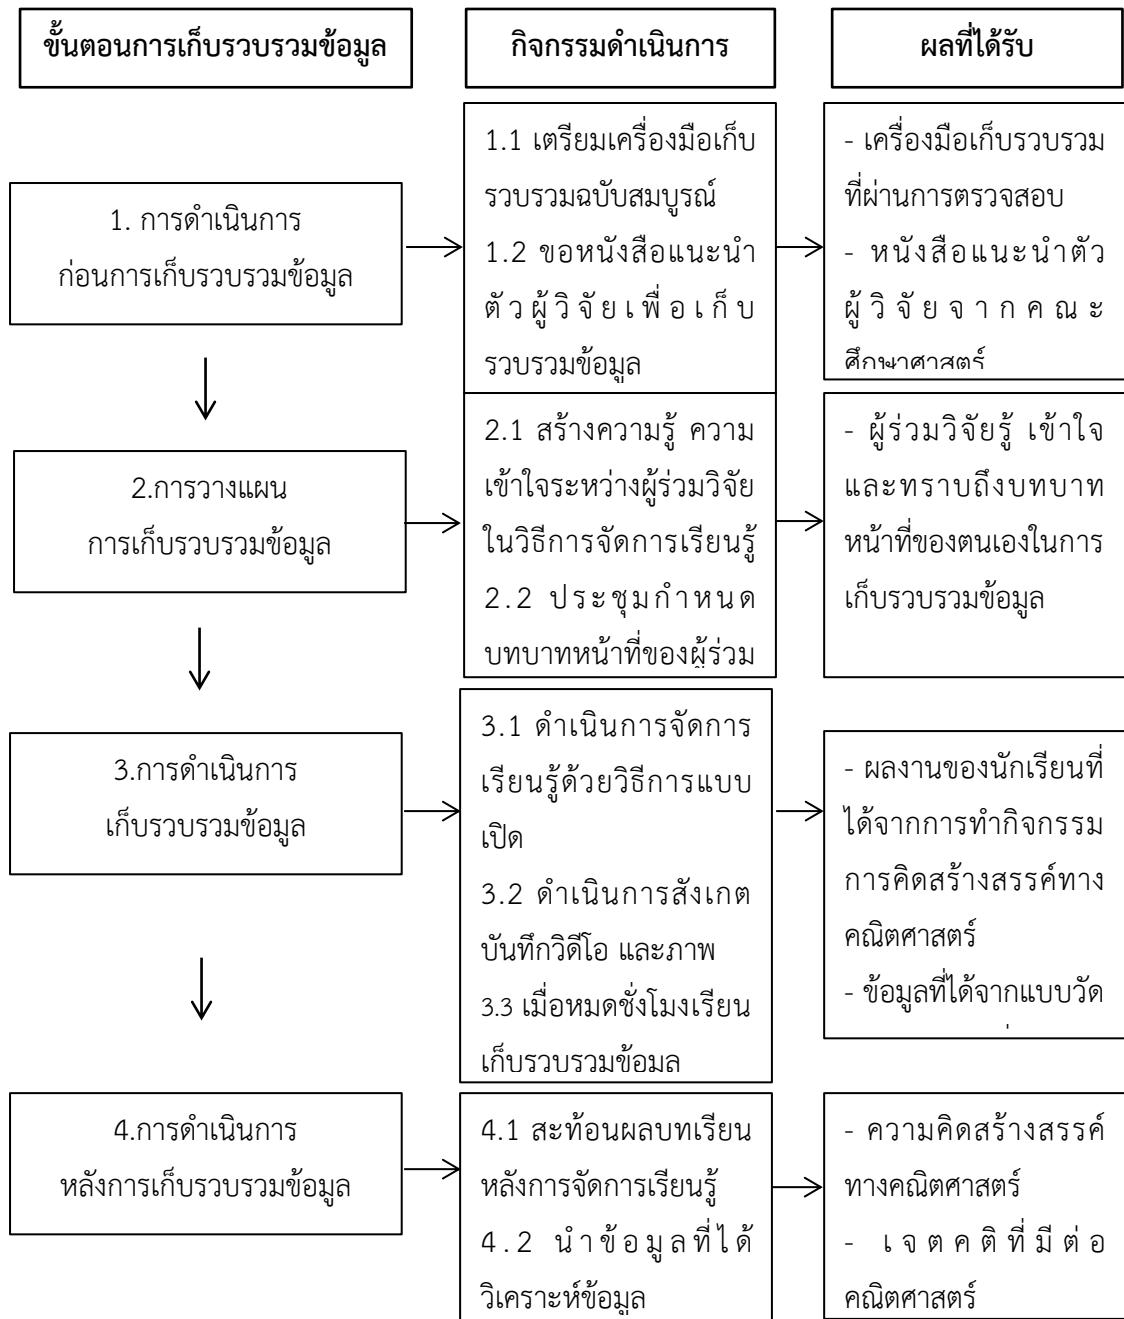 ขั้นตอนการเก็บรวบรวมข้อมูล
กิจกรรมดำเนินการ
ผลที่ได้รับ
1. การดำเนินการ
ก่อนการเก็บรวบรวมข้อมูล
1.1 เตรียมเครื่องมือเก็บ
รวบรวมฉบับสมบูรณ์
1.2 ขอหนังสือแนะนำ
ตัวผู้วิจัยเพื่อเก็บ
รวบรวมข้อมูล
- เครื่องมือเก็บรวบรวม
ที่ผ่านการตรวจสอบ
- หนังสือแนะนำตัว
ผู้วิจัยจากคณะ
ศึกษาศาสตร์
2.การวางแผน
การเก็บรวบรวมข้อมูล
2.1 สร้างความรู้ ความ
เข้าใจระหว่างผู้ร่วมวิจัย
ในวิธีการจัดการเรียนรู้
2.2 ประชุมกำหนด
บทบาทหน้าที่ของผู้ร่วม
- ผู้ร่วมวิจัยรู้ เข้าใจ
และทราบถึงบทบาท
หน้าที่ของตนเองในการ
เก็บรวบรวมข้อมูล
3.การดำเนินการ
เก็บรวบรวมข้อมูล
3.1 ดำเนินการจัดการ
เรียนรู้ด้วยวิธีการแบบ
เปิด
3.2 ดำเนินการสังเกต
บันทึกวิดีโอ และภาพ
3.3 เมื่อหมดชั่งโมงเรียน
เก็บรวบรวมข้อมูล
- ผลงานของนักเรียนที่
ได้จากการทำกิจกรรม
การคิดสร้างสรรค์ทาง
คณิตศาสตร์
- ข้อมูลที่ได้จากแบบวัด
4.การดำเนินการ
หลังการเก็บรวบรวมข้อมูล
4.1 สะท้อนผลบทเรียน
หลังการจัดการเรียนรู้
4.2 นำข้อมูลที่ได้
วิเคราะห์ข้อมูล
- ความคิดสร้างสรรค์
ทางคณิตศาสตร์
- เจตคติที่มีต่อ
คณิตศาสตร์